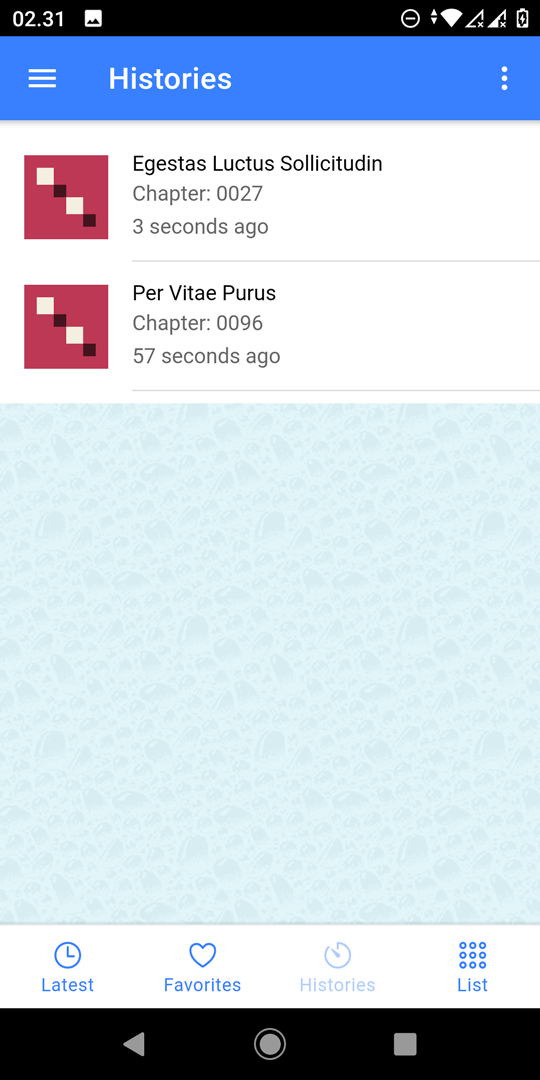 02.31
Histories
Egestas Luctus Sollicitudin
Chapter: 0027
3 seconds ago
Per Vitae Purus
Chapter: 0096
57 seconds ago
Latest
Favorites
Histories
List